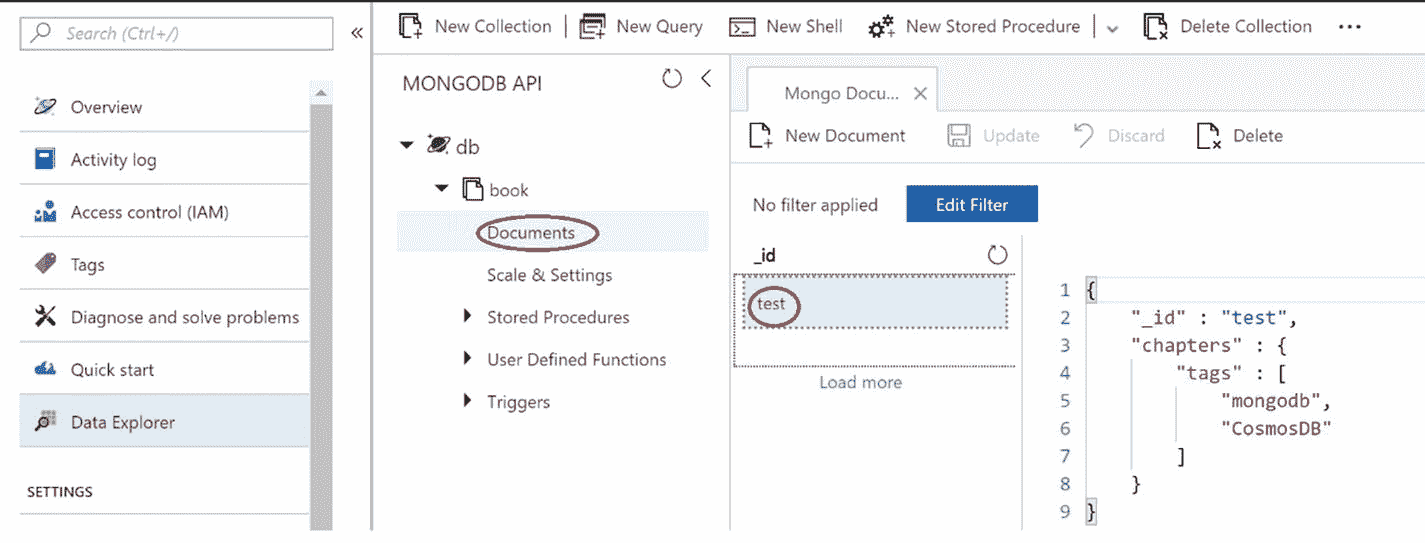 Search (Ctrl+/)
«
Overview
Activity log
Access control (IAM)
Tags
Diagnose and solve problems
Quick start
Data Explorer
SETTINGS
New Collection New Query New Shell New Stored Procedure Delete Collection ...
MONGODB API
db
book
Documents
Scale & Settings
Stored Procedures
User Defined Functions
Triggers
Mongo Docu...
New Document Update Discard Delete
No filter applied Edit Filter
_id
test
Load more
1 {
2 "_id" : "test",
3 "chapters" : {
4 "tags" : [
5 "mongodb",
6 "CosmosDB"
7 ]
8 }
9 }